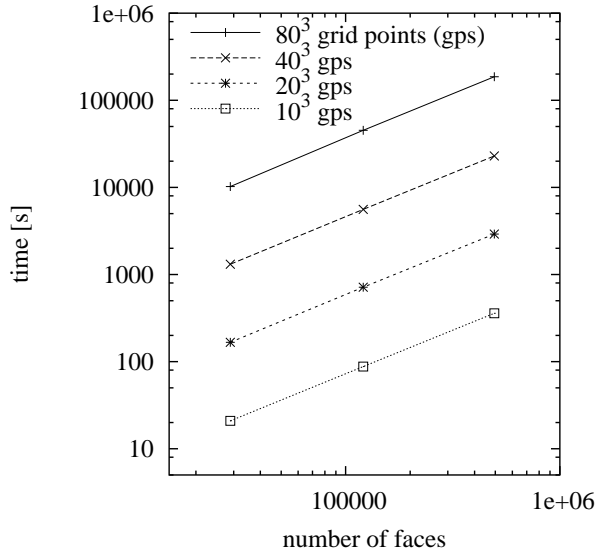 1e+06
100000
10000
1000
100
10
time [s]
80³ grid points (gps)
40³ gps
20³ gps
10³ gps
100000
1e+06
number of faces